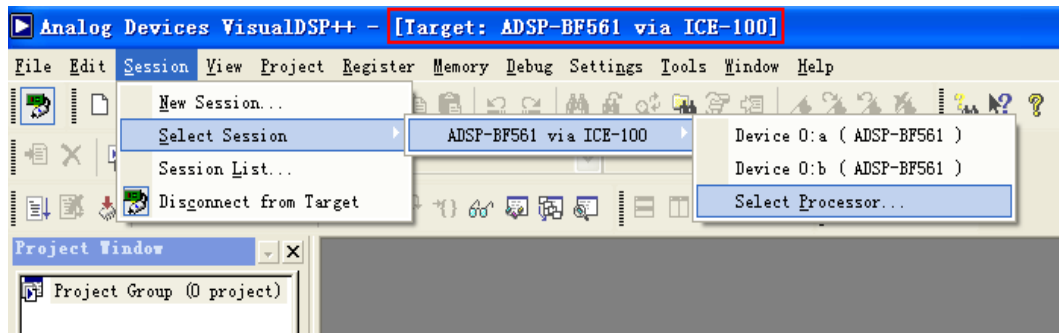 Analog Devices VisualDSP++ - [Target: ADSP-BF561 via ICE-100]
File Edit Session View Project Register Memory Debug Settings Tools Window Help
New Session...
Select Session
ADSP-BF561 via ICE-100
Device 0:a ( ADSP-BF561 )
Device 0:b ( ADSP-BF561 )
Select Processor...
Session List...
Disconnect from Target
Project Window
Project Group (0 project)